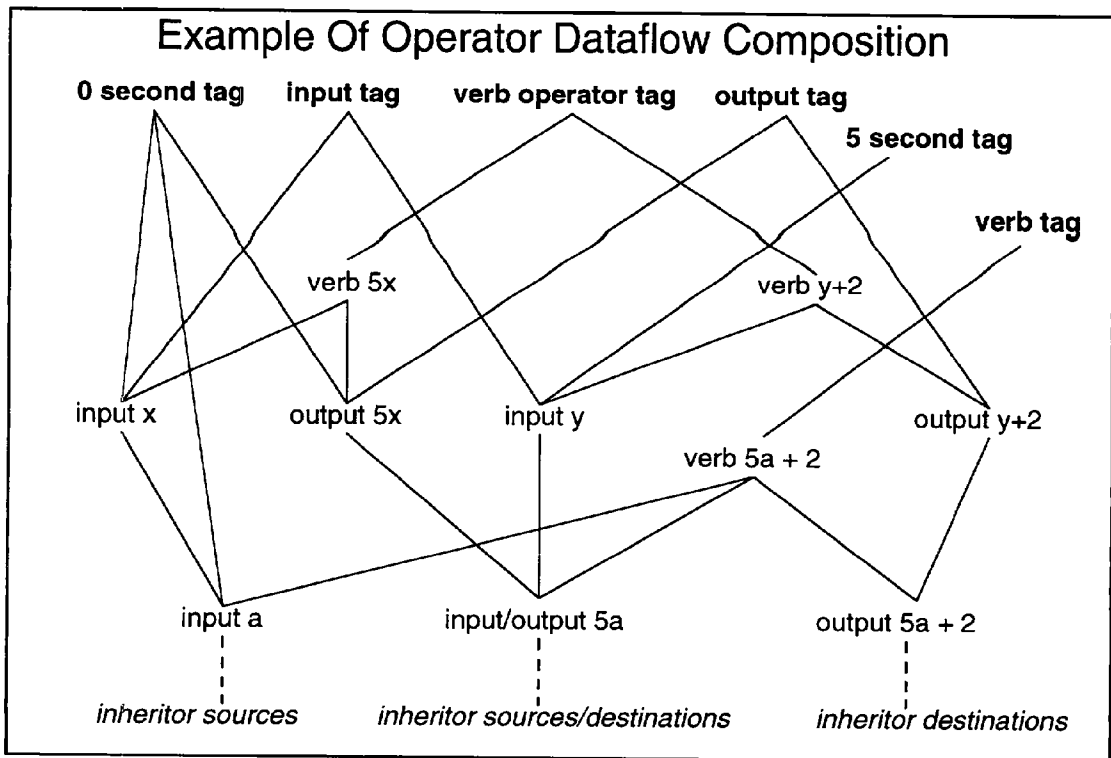 Example Of Operator Dataflow Composition
0 second tag
input tag
verb operator tag
output tag
5 second tag
verb tag
verb 5x
verb y+2
input x
output 5x
input y
output y+2
verb 5a + 2
input a
input/output 5a
output 5a + 2
inheritor sources
inheritor sources/destinations
inheritor destinations